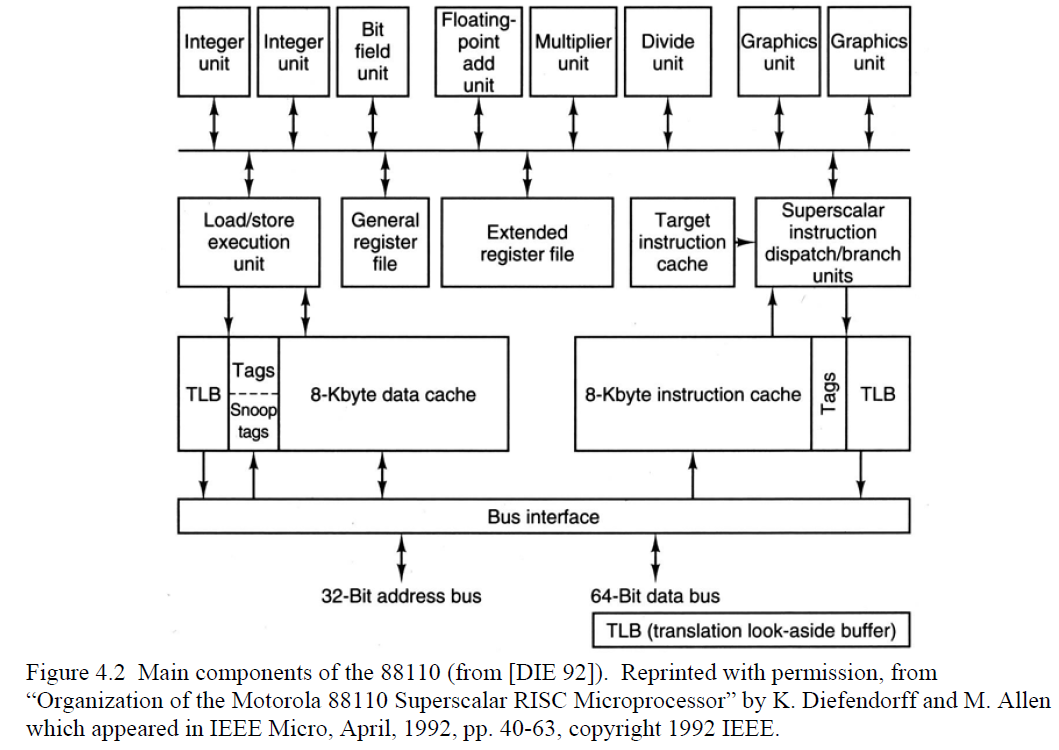 Integer
unit
Integer
unit
Bit
field
unit
Floating-
point
add
unit
Multiplier
unit
Divide
unit
Graphics
unit
Graphics
unit
Load/store
execution
unit
General
register
file
Extended
register file
Target
instruction
cache
Superscalar
instruction
dispatch/branch
units
TLB
Tags
Snoop
tags
8-Kbyte data cache
8-Kbyte instruction cache
Tags
TLB
Bus interface
32-Bit address bus
64-Bit data bus
TLB (translation look-aside buffer)
Figure 4.2 Main components of the 88110 (from [DIE 92]). Reprinted with permission, from
“Organization of the Motorola 88110 Superscalar RISC Microprocessor” by K. Diefendorff and M. Allen
which appeared in IEEE Micro, April, 1992, pp. 40-63, copyright 1992 IEEE.